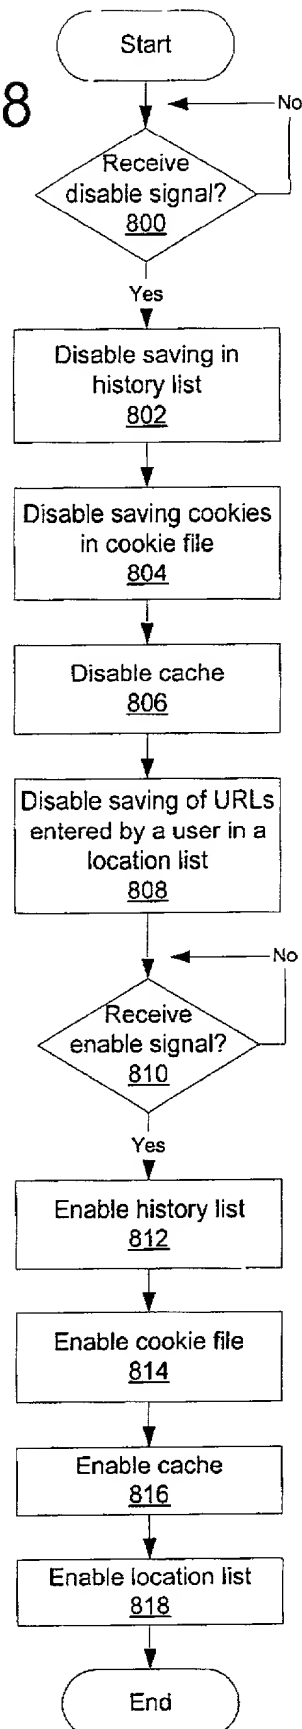 Start
8
No
Receive
disable signal?
800
Yes
Disable saving in
history list
802
Disable saving cookies
in cookie file
804
Disable cache
806
Disable saving of URLs
entered by a user in a
location list
808
No
Receive
enable signal?
810
Yes
Enable history list
812
Enable cookie file
814
Enable cache
816
Enable location list
818
End